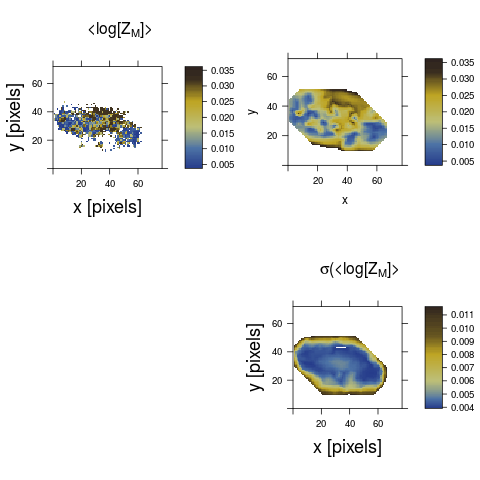 <log[Z_M]>
60
40
20
20 40 60
x [pixels]
y [pixels]
0.035
0.030
0.025
0.020
0.015
0.010
0.005
60
40
20
20 40 60
x
y
0.035
0.030
0.025
0.020
0.015
0.010
0.005
σ(<log[Z_M]>
60
40
20
20 40 60
x [pixels]
y [pixels]
0.011
0.010
0.009
0.008
0.007
0.006
0.005
0.004